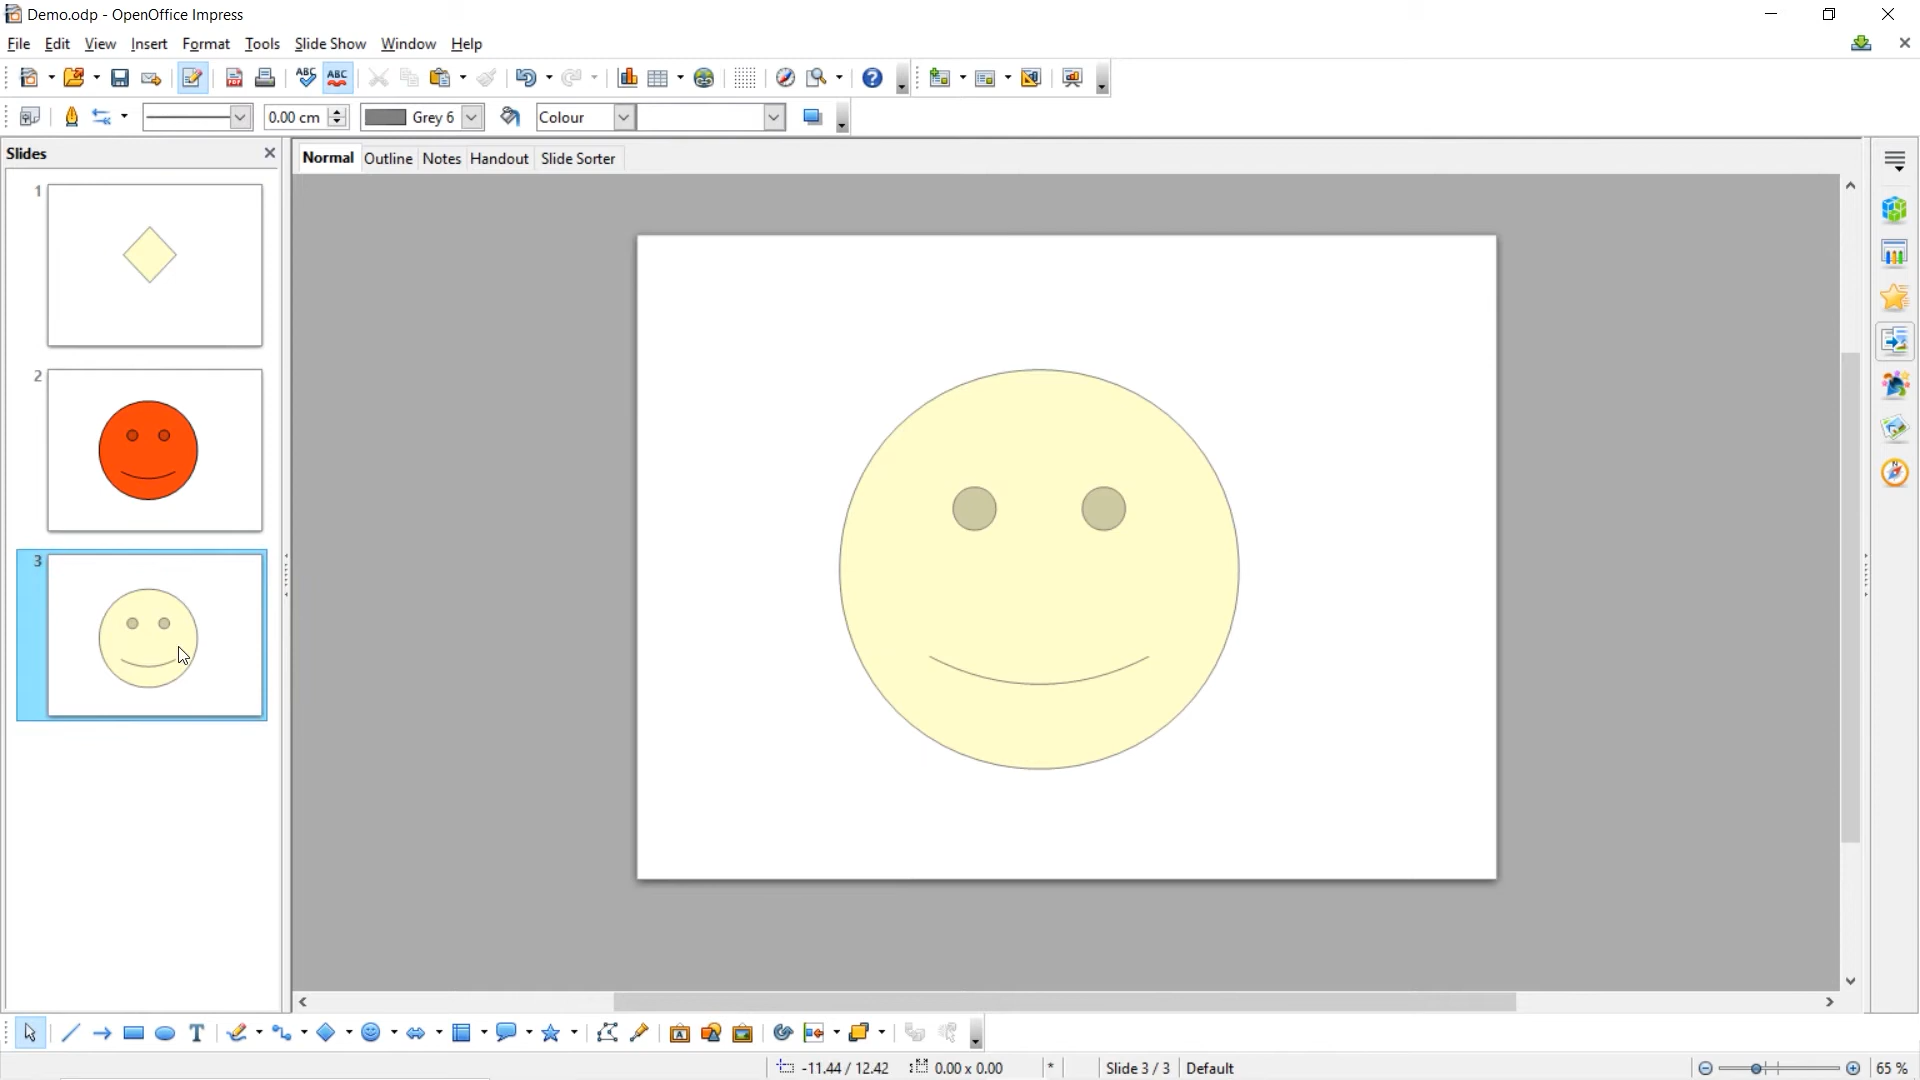 Demo.odp - OpenOffice Impress
File Edit View Insert Format Tools Slide Show Window Help
ABC ABC
0.00 cm Grey 6 Colour
Slides
Normal Outline Notes Handout Slide Sorter
1
2
3
T
-11.44 / 12.42 0.00 x 0.00 * Slide 3 / 3 Default 65 %